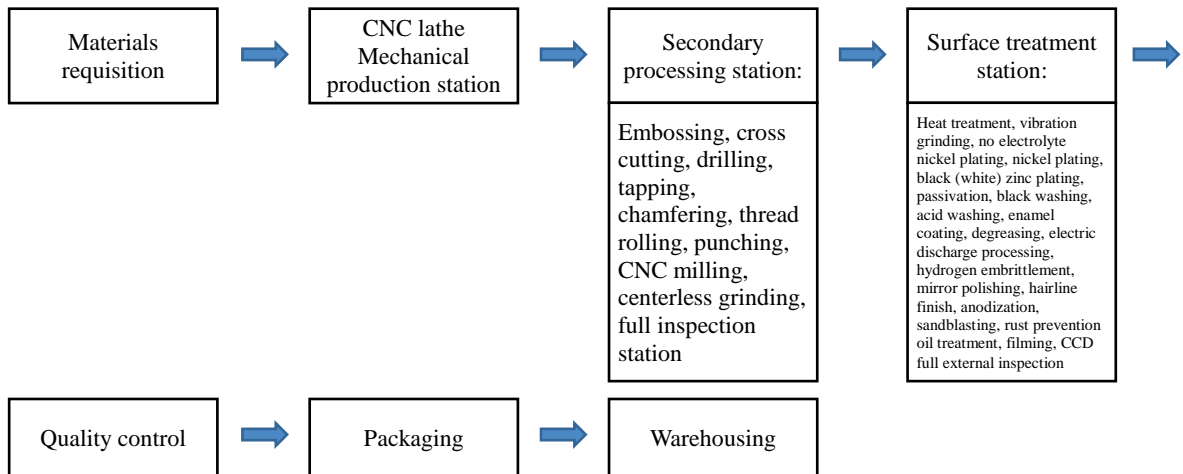 Materials
requisition
CNC lathe
Mechanical
production station
Secondary
processing station:
Embossing, cross
cutting, drilling,
tapping,
chamfering, thread
rolling, punching,
CNC milling,
centerless grinding,
full inspection
station
Surface treatment
station:
Heat treatment, vibration
grinding, no electrolyte
nickel plating, nickel plating,
black (white) zinc plating,
passivation, black washing,
acid washing, enamel
coating, degreasing, electric
discharge processing,
hydrogen embrittlement,
mirror polishing, hairline
finish, anodization,
sandblasting, rust prevention
oil treatment, filming, CCD
full external inspection
Quality control
Packaging
Warehousing